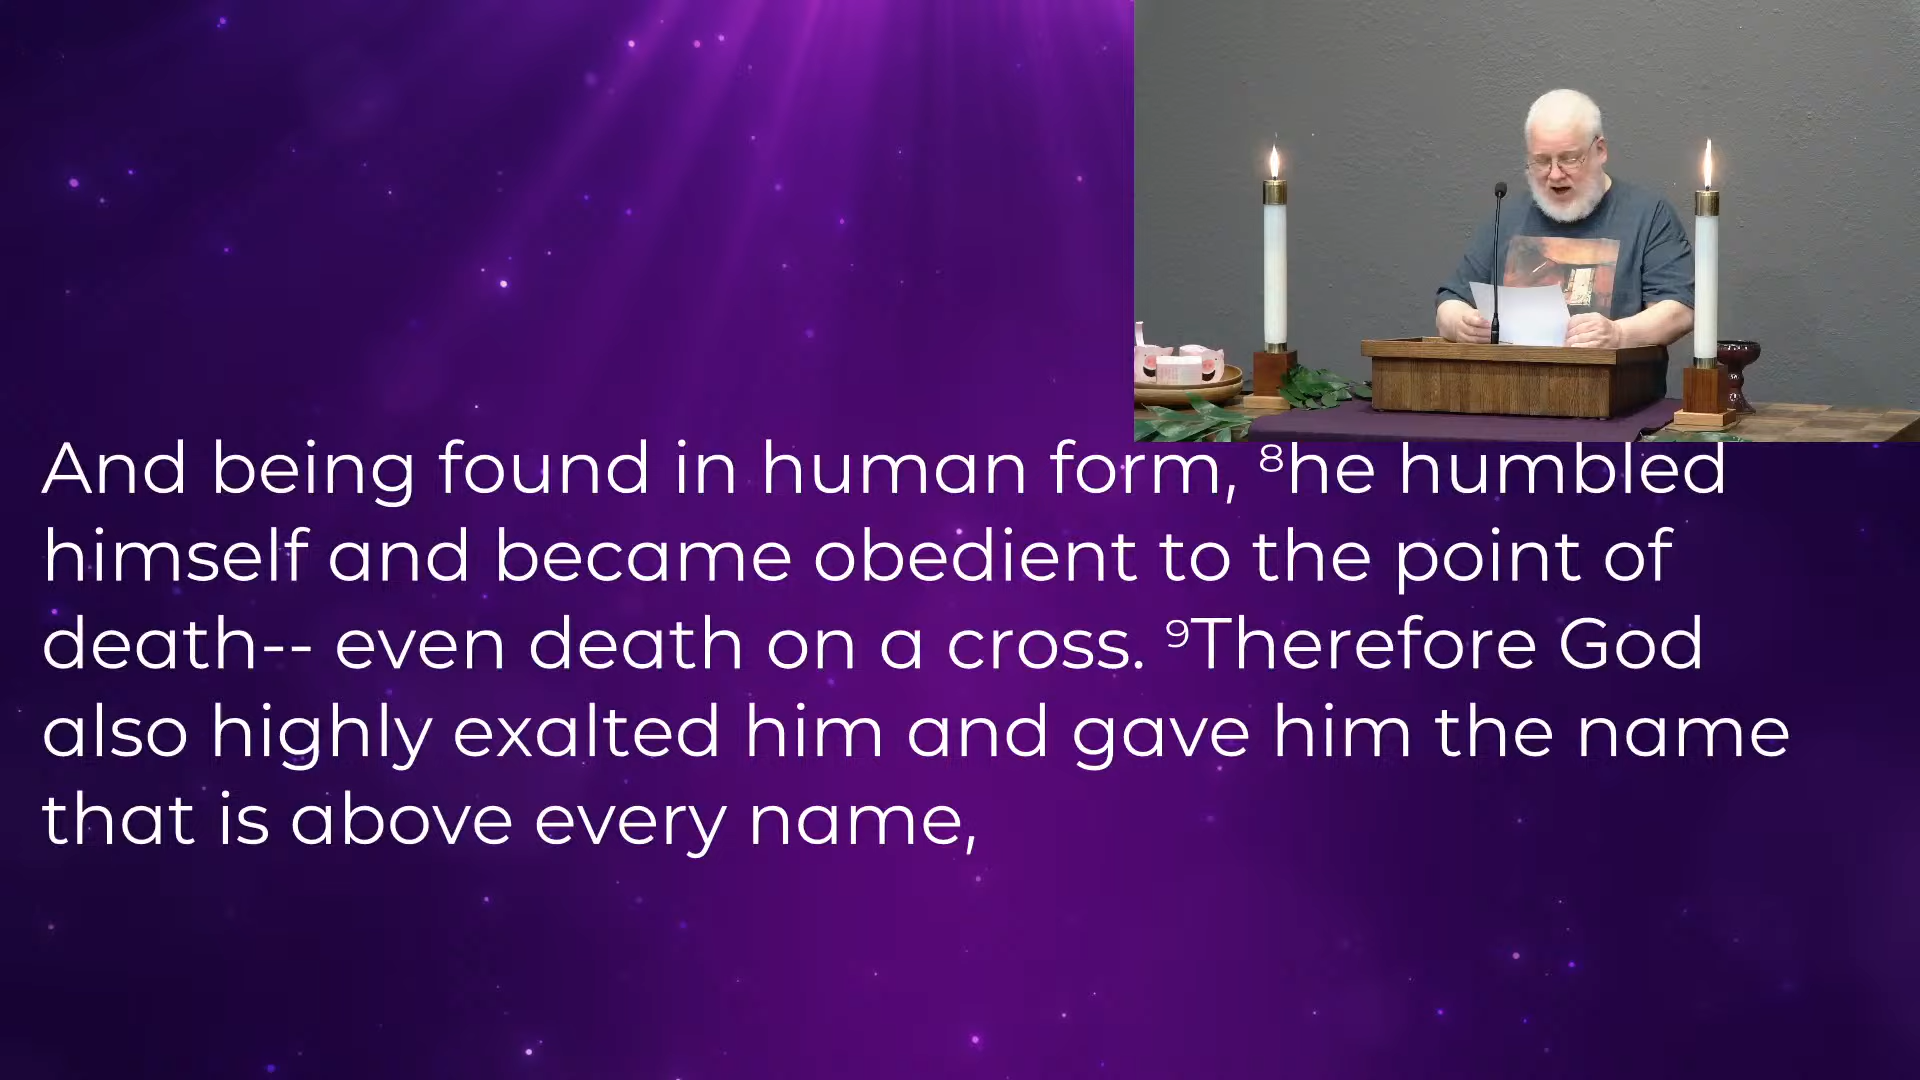 And being found in human form, ⁸he humbled
himself and became obedient to the point of
death-- even death on a cross. ⁹Therefore God
also highly exalted him and gave him the name
that is above every name,